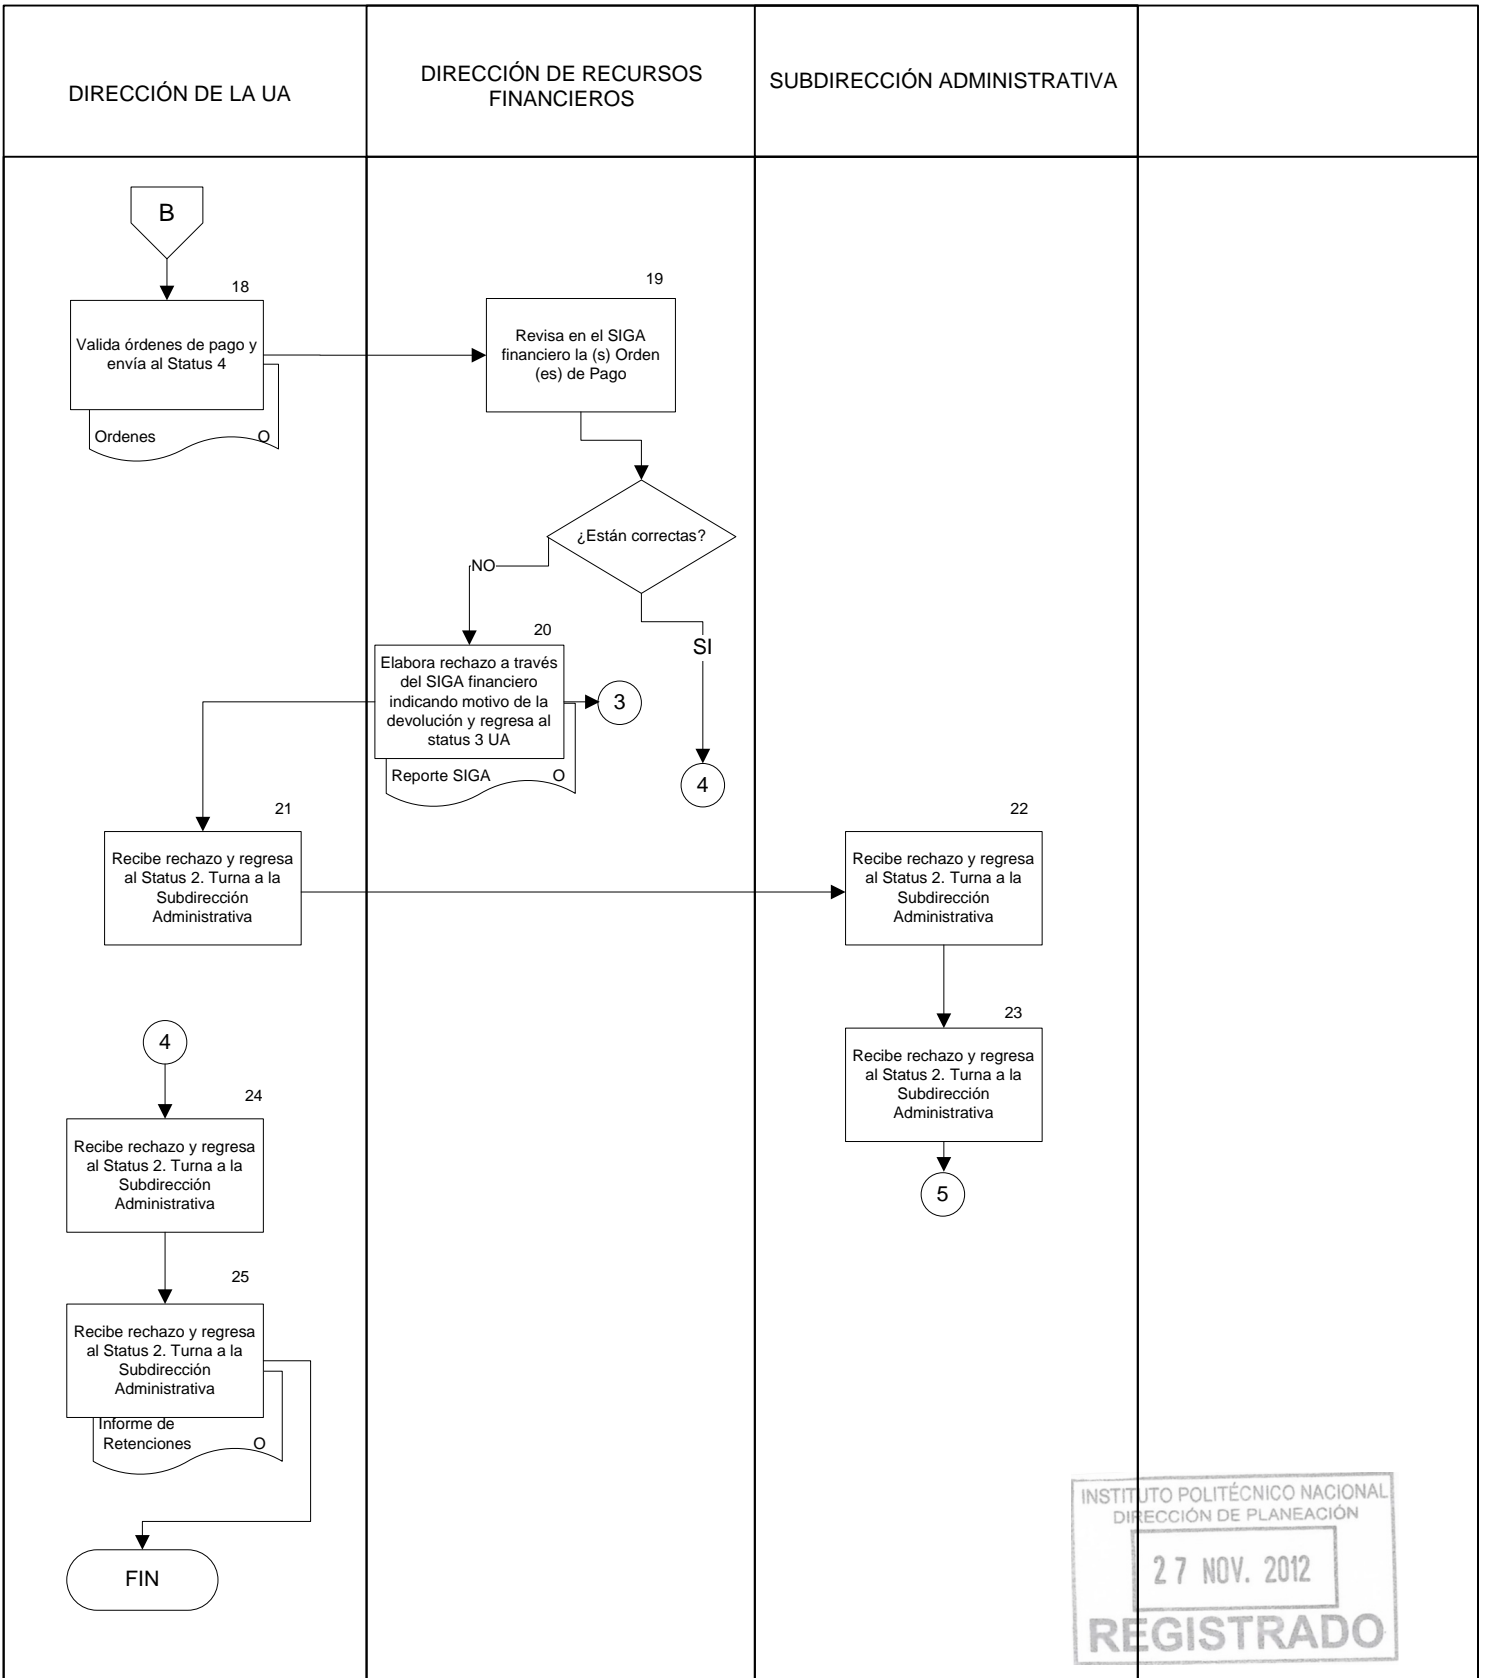 DIRECCIÓN DE LA UA
DIRECCIÓN DE RECURSOS
FINANCIEROS
SUBDIRECCIÓN ADMINISTRATIVA
B
18
Valida órdenes de pago y
envía al Status 4
Ordenes O
19
Revisa en el SIGA
financiero la (s) Orden
(es) de Pago
¿Están correctas?
NO
SI
20
Elabora rechazo a través
del SIGA financiero
indicando motivo de la
devolución y regresa al
status 3 UA
Reporte SIGA O
3
4
21
Recibe rechazo y regresa
al Status 2. Turna a la
Subdirección
Administrativa
22
Recibe rechazo y regresa
al Status 2. Turna a la
Subdirección
Administrativa
23
Recibe rechazo y regresa
al Status 2. Turna a la
Subdirección
Administrativa
5
4
24
Recibe rechazo y regresa
al Status 2. Turna a la
Subdirección
Administrativa
25
Recibe rechazo y regresa
al Status 2. Turna a la
Subdirección
Administrativa
Informe de
Retenciones O
FIN
INSTITUTO POLITÉCNICO NACIONAL
DIRECCIÓN DE PLANEACIÓN
27 NOV. 2012
REGISTRADO